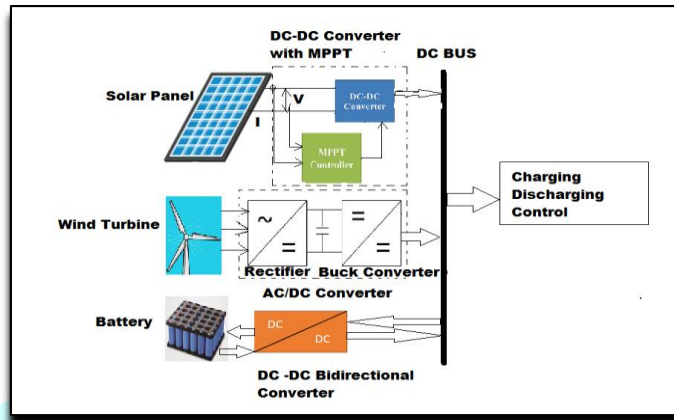 DC-DC Converter
with MPPT
DC BUS
Solar Panel
V
I
DC-DC
Converter
MPPT
Controller
Charging
Discharging
Control
Wind Turbine
~
=
=
=
Rectifier
Buck Converter
AC/DC Converter
Battery
DC
DC
DC -DC Bidirectional
Converter